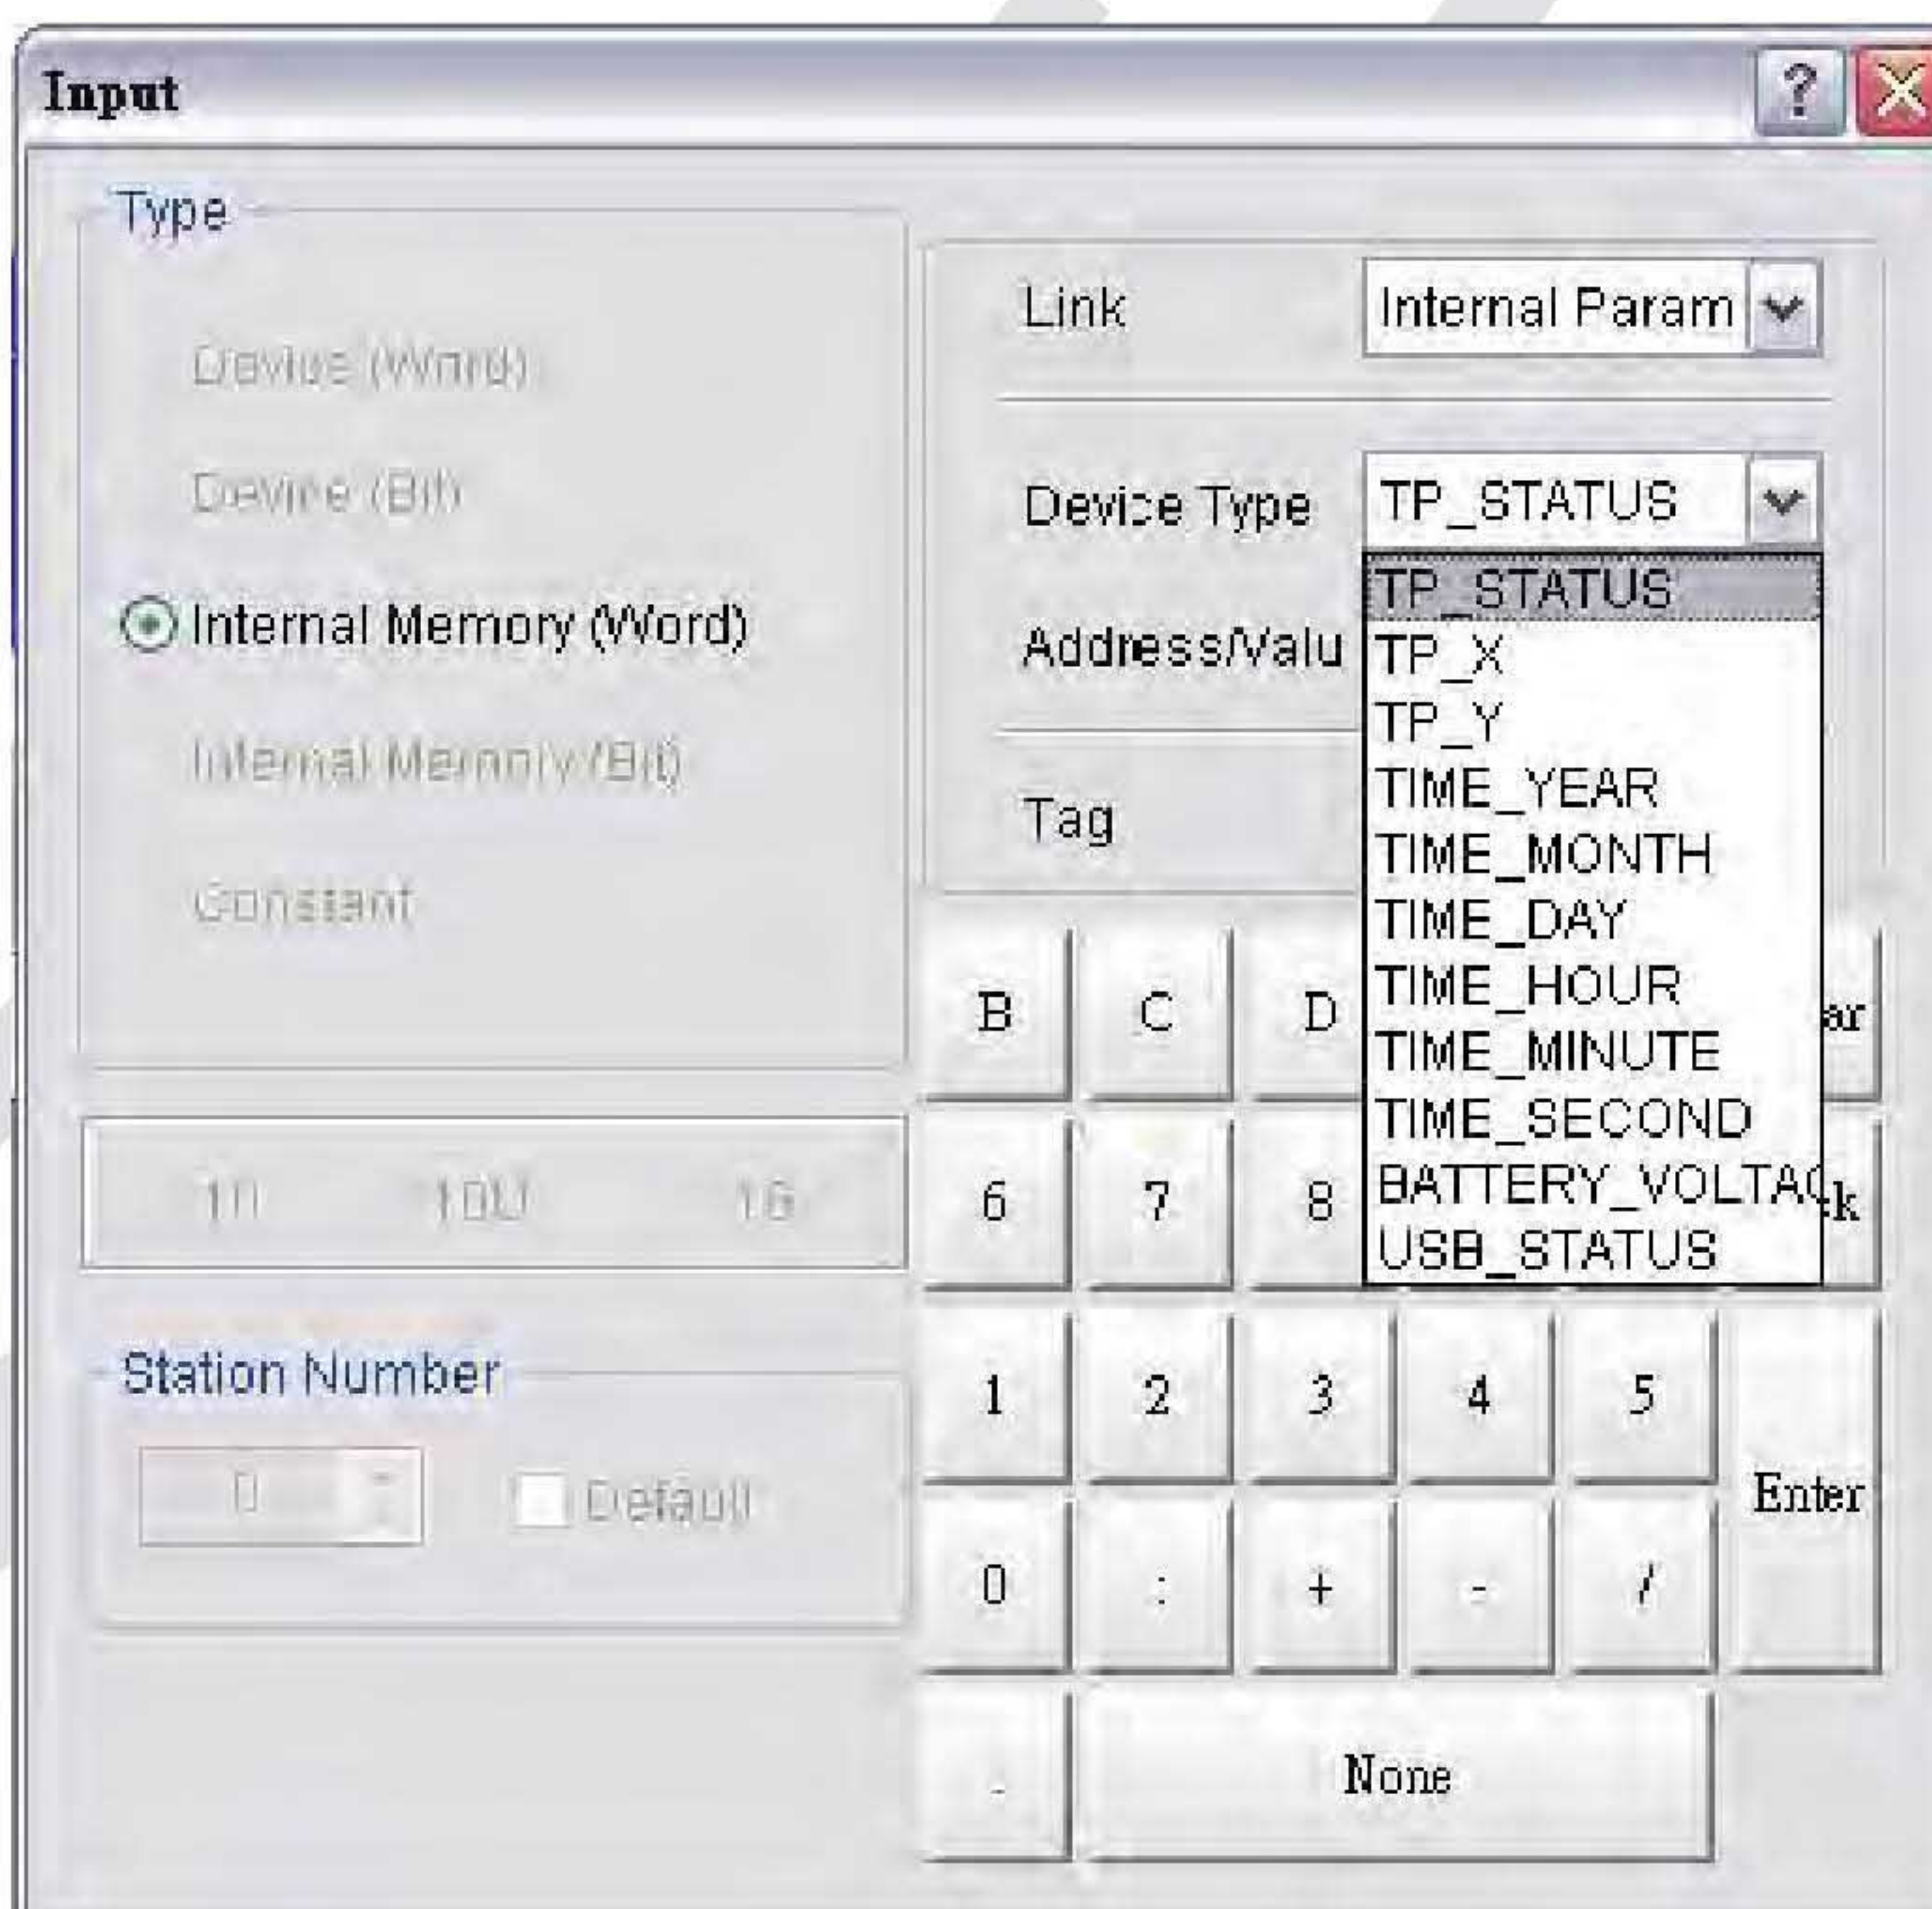 Input
?
Type
Device (Word)
Device (Bit)
Internal Memory (Word)
Internal Memory (Bit)
Constant
Link
Internal Param
Device Type
TP_STATUS
TP_STATUS
TP_X
TP_Y
TIME_YEAR
TIME_MONTH
TIME_DAY
TIME_HOUR
TIME_MINUTE
TIME_SECOND
BATTERY_VOLTAG
USB_STATUS
Address/Valu
Tag
B C D ar
10 10U 16
6 7 8 ck
Station Number
0 Default
1 2 3 4 5
Enter
0 : + - /
. None